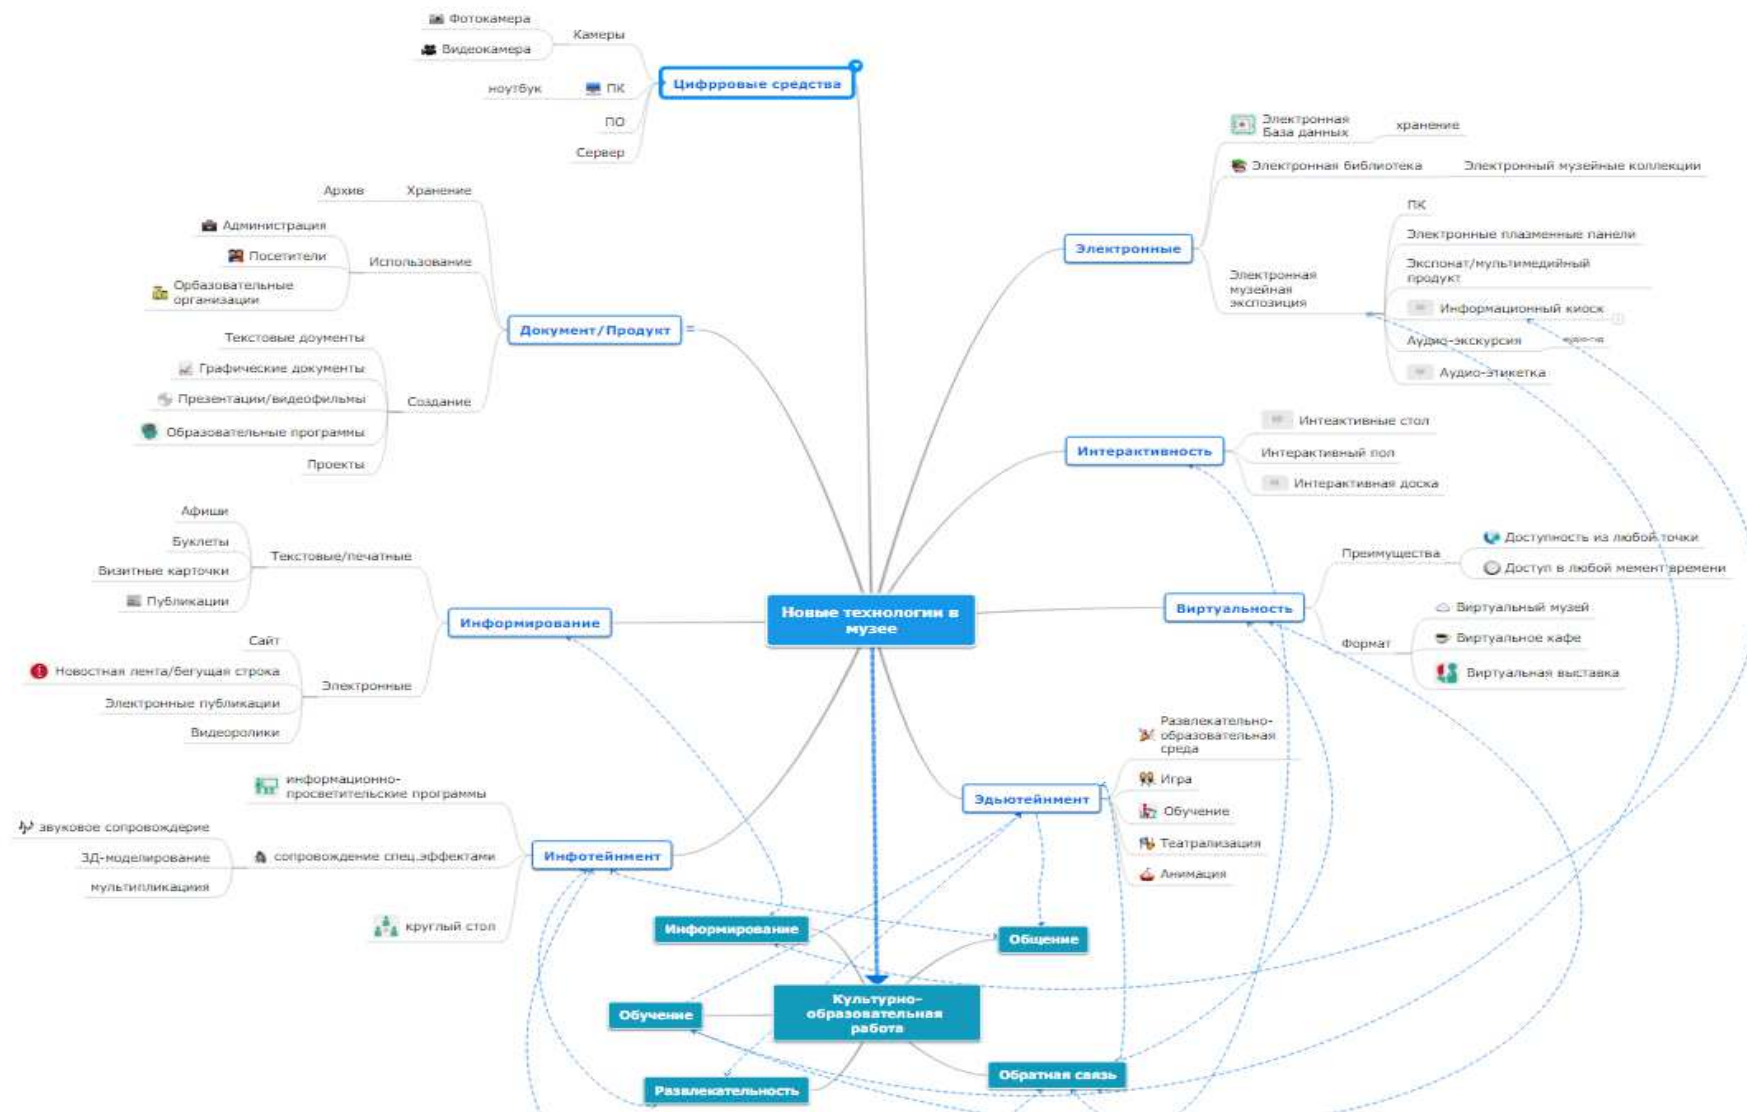 Фотокамера
Видеокамера
Камеры
ноутбук
ПК
ПО
Сервер
Цифрровые средства
Архив
Хранение
Администрация
Посетители
Орбазовательные
организации
Использование
Текстовые доументы
Графические документы
Презентации/видеофильмы
Образовательные программы
Проекты
Создание
Документ/Продукт
Афиши
Буклеты
Визитные карточки
Публикации
Текстовые/печатные
Сайт
Новостная лента/бегущая строка
Электронные публикации
Видеоролики
Электронные
Информирование
информационно-
просветительские программы
звуковое сопровождерие
3Д-моделирование
мультипликациия
сопровождение спец.эффектами
круглый стол
Инфотейнмент
Новые технологии в
музее
Электронные
Электронная
База данных
хранение
Электронная библиотека
Электронный музейные коллекции
Электронная
музейная
экспозиция
ПК
Электронные плазменные панели
Экспонат/мультимедийный
продукт
Информационный киоск
Аудио-экскурсия
аудио-гид
Аудио-этикетка
Интерактивность
Интеактивные стол
Интерактивный пол
Интерактивная доска
Виртуальность
Преимущества
Доступность из любой точки
Доступ в любой мемент времени
Формат
Виртуальный музей
Виртуальное кафе
Виртуальная выставка
Эдьютейнмент
Развлекательно-
образовательная
среда
Игра
Обучение
Театрализация
Анимация
Информирование
Общение
Обучение
Культурно-
образовательная
работа
Развлекательность
Обратная связь